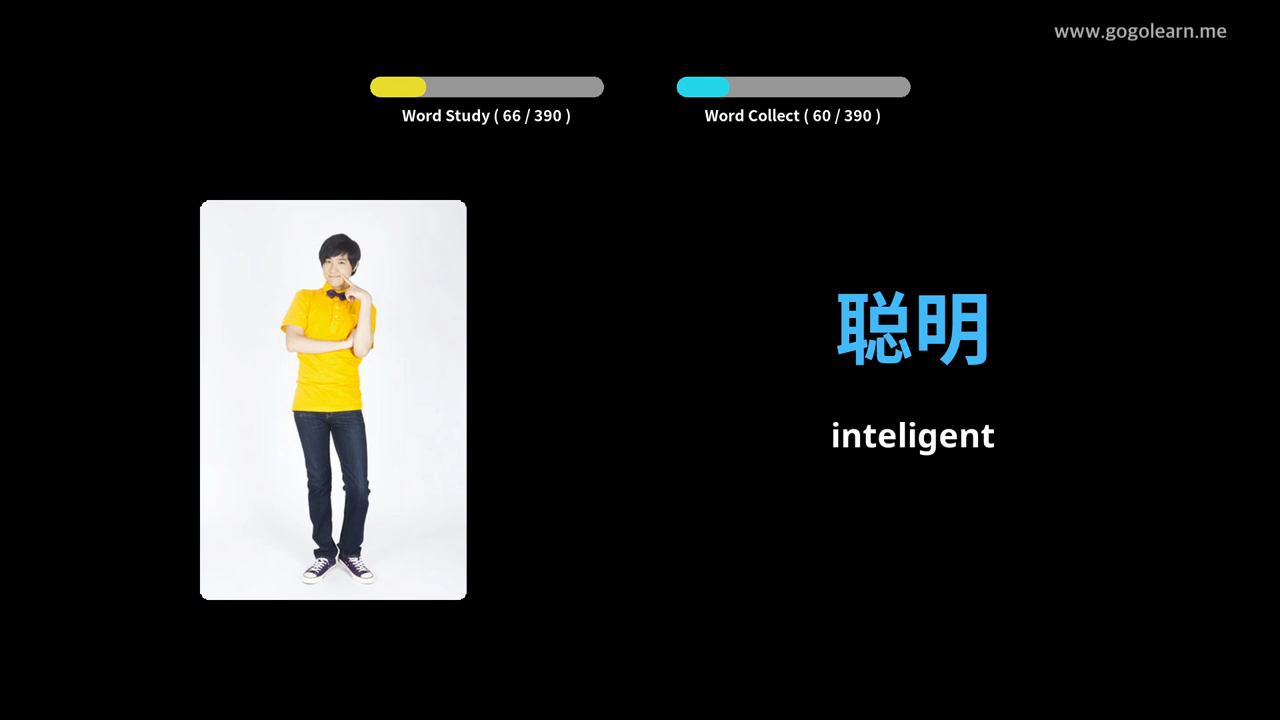 www.gogolearn.me
Word Study ( 66 / 390 )
Word Collect ( 60 / 390 )
聪明
inteligent